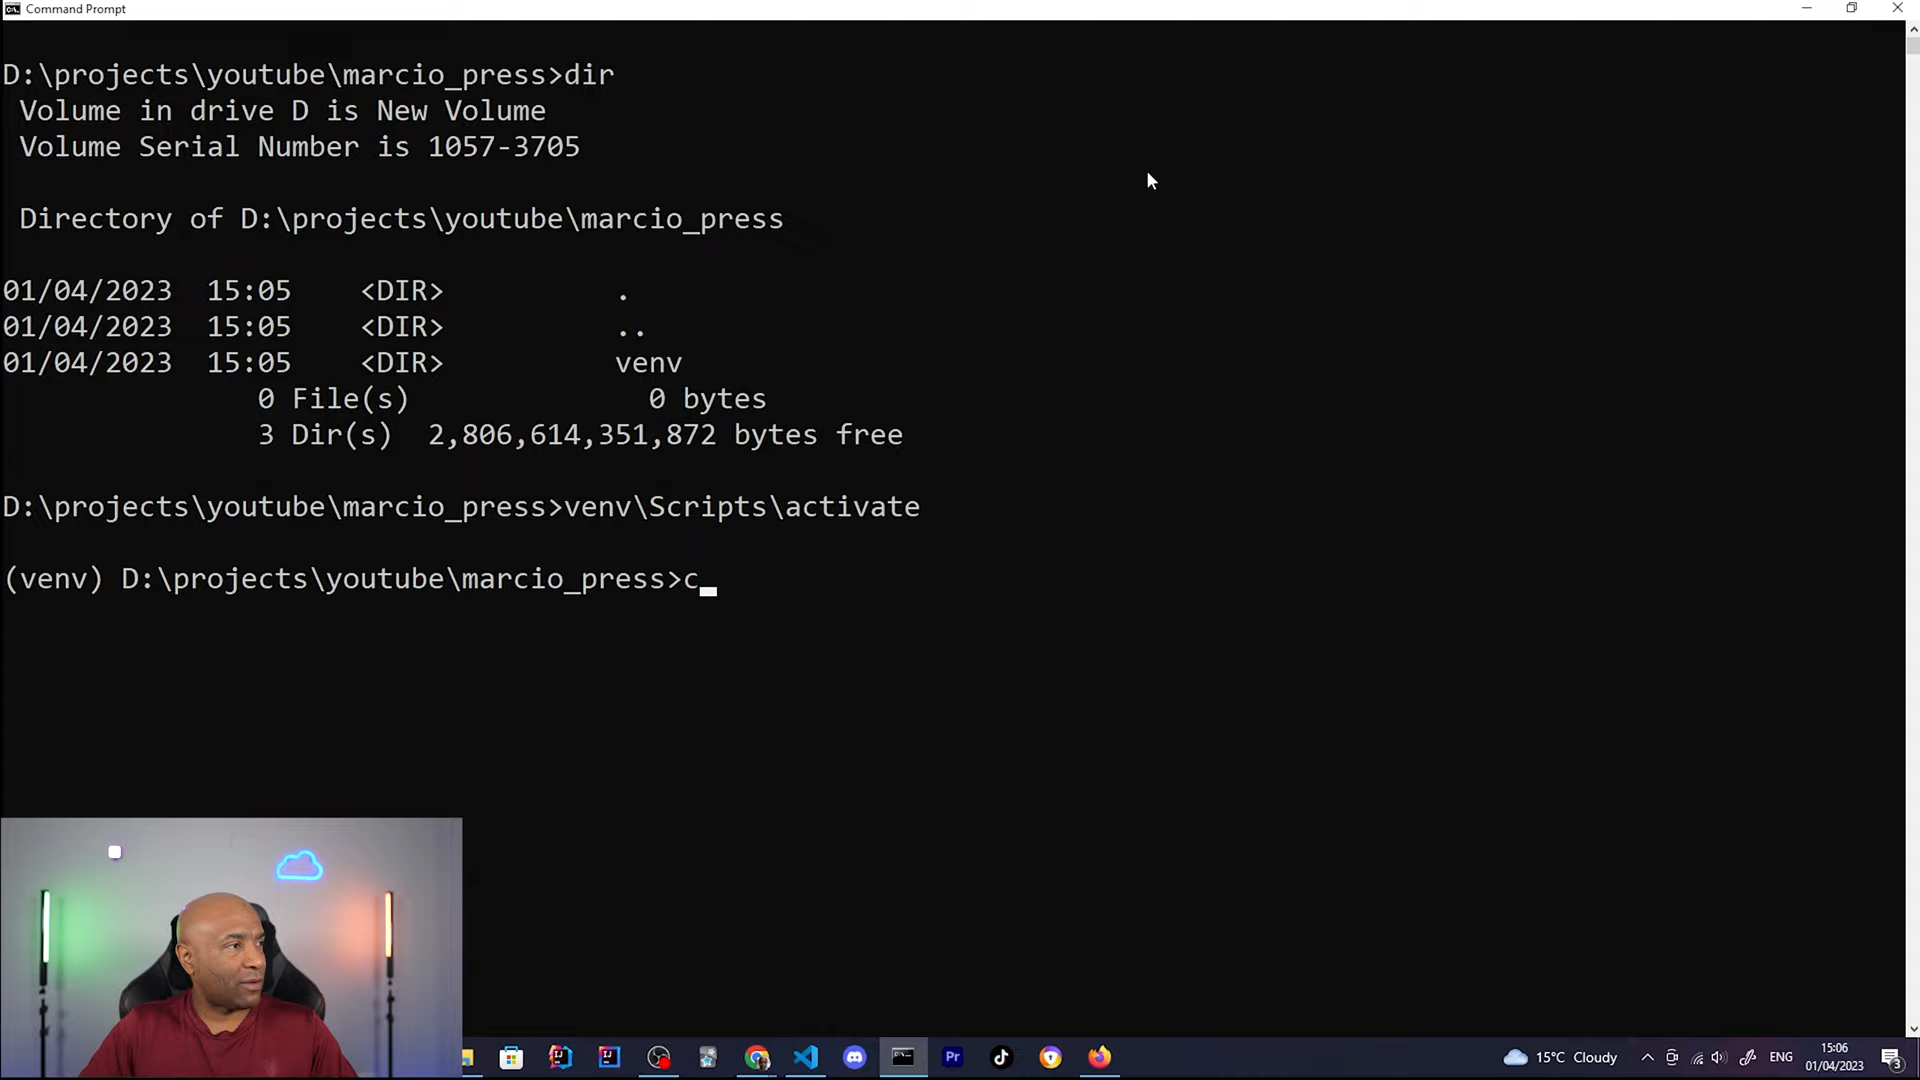 Command Prompt
D:\projects\youtube\marcio_press>dir
Volume in drive D is New Volume
Volume Serial Number is 1057-3705
Directory of D:\projects\youtube\marcio_press
01/04/2023  15:05    <DIR>          .
01/04/2023  15:05    <DIR>          ..
01/04/2023  15:05    <DIR>          venv
0 File(s)              0 bytes
3 Dir(s)  2,806,614,351,872 bytes free
D:\projects\youtube\marcio_press>venv\Scripts\activate
(venv) D:\projects\youtube\marcio_press>c_
Pr
15°C Cloudy
ENG
15:06
01/04/2023
3